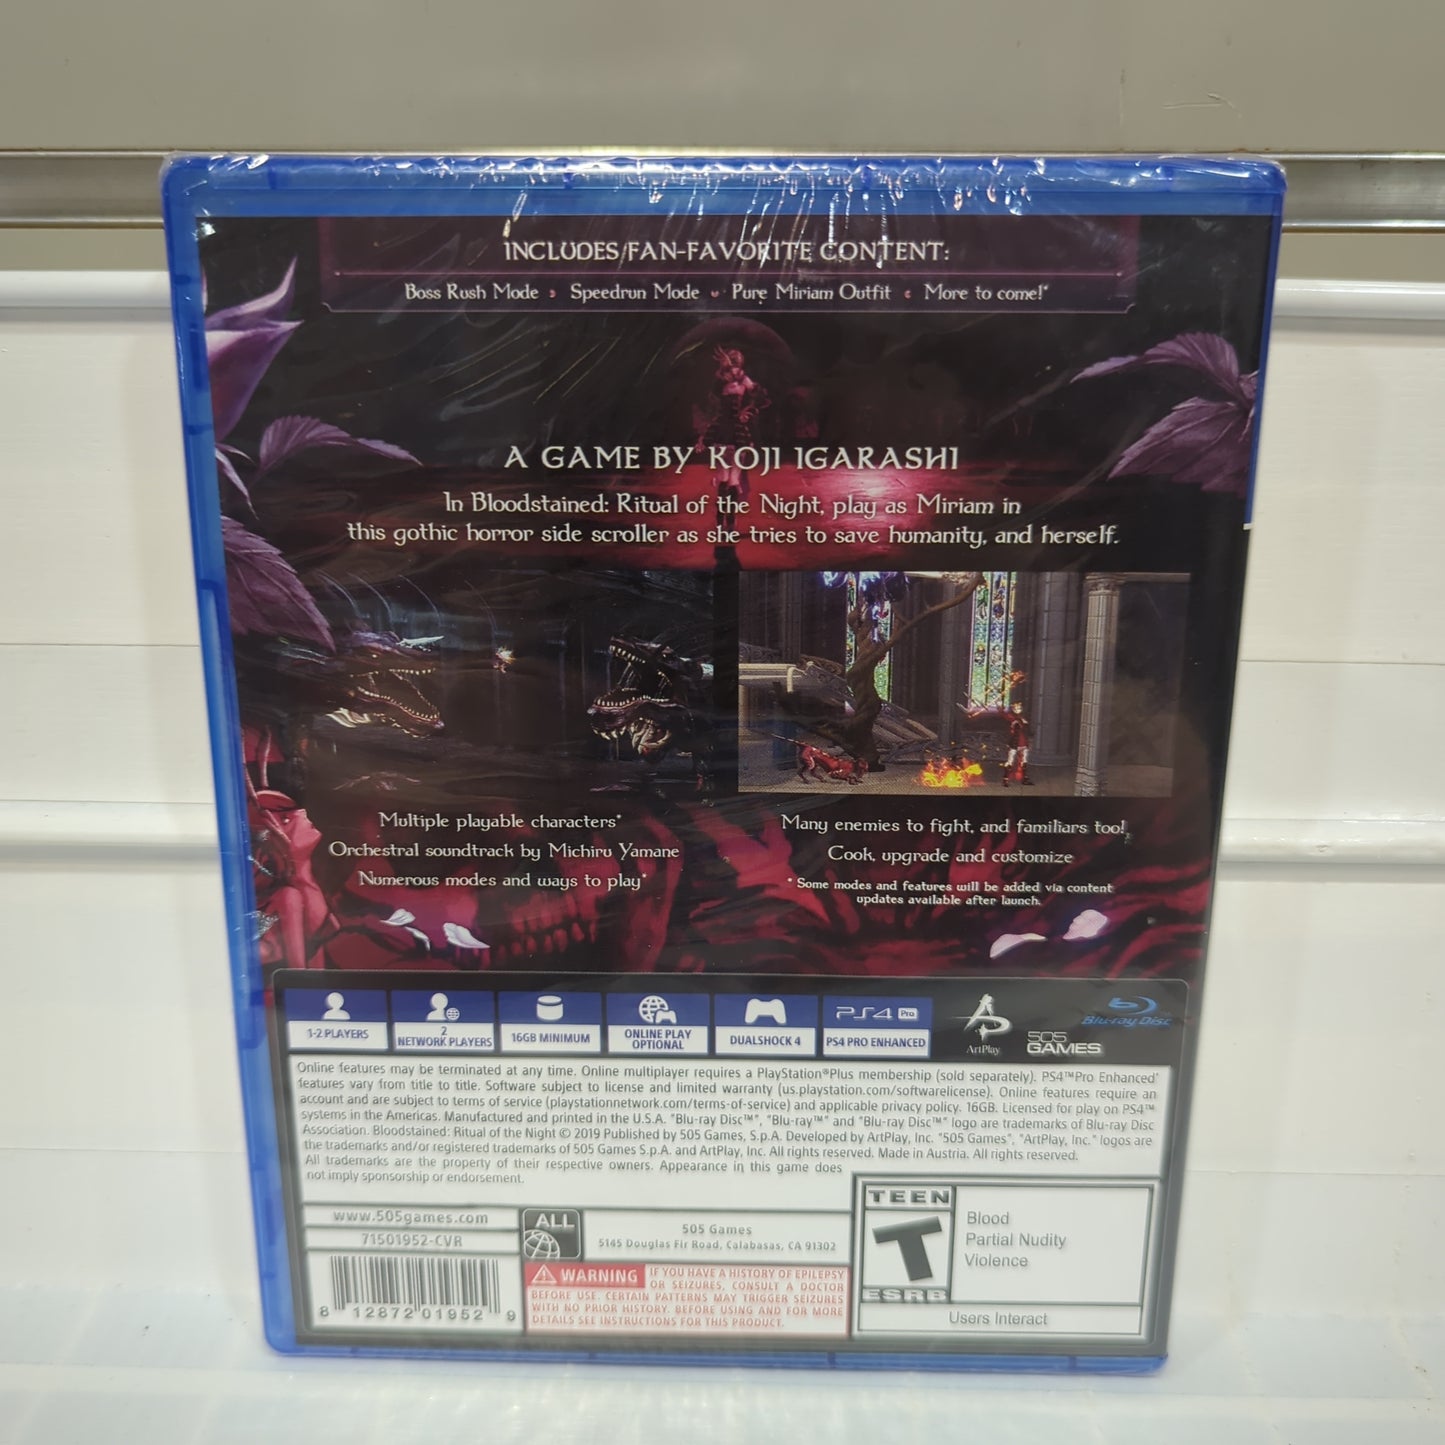 INCLUDES FAN-FAVORITE CONTENT:
Boss Rush Mode • Speedrun Mode • Pure Miriam Outfit • More to come!*
A GAME BY KOJI IGARASHI
In Bloodstained: Ritual of the Night, play as Miriam in
this gothic horror side scroller as she tries to save humanity, and herself.
Multiple playable characters*
Orchestral soundtrack by Michiru Yamane
Numerous modes and ways to play*
Many enemies to fight, and familiars too!
Cook, upgrade and customize
* Some modes and features will be added via content
updates available after launch.
1-2 PLAYERS
2
NETWORK PLAYERS
16GB MINIMUM
ONLINE PLAY
OPTIONAL
DUALSHOCK 4
PS4 Pro
PS4 PRO ENHANCED
ArtPlay
505
GAMES
Blu-ray Disc
Online features may be terminated at any time. Online multiplayer requires a PlayStation®Plus membership (sold separately). PS4™Pro Enhanced
features vary from title to title. Software subject to license and limited warranty (us.playstation.com/softwarelicense). Online features require an
account and are subject to terms of service (playstationnetwork.com/terms-of-service) and applicable privacy policy. 16GB. Licensed for play on PS4™
systems in the Americas. Manufactured and printed in the U.S.A. "Blu-ray Disc™", "Blu-ray™" and "Blu-ray Disc™" logo are trademarks of Blu-ray Disc
Association. Bloodstained: Ritual of the Night © 2019 Published by 505 Games, S.p.A. Developed by ArtPlay, Inc. "505 Games", "ArtPlay, Inc." logos are
the trademarks and/or registered trademarks of 505 Games S.p.A. and ArtPlay, Inc. All rights reserved. Made in Austria. All rights reserved.
All trademarks are the property of their respective owners. Appearance in this game does
not imply sponsorship or endorsement.
www.505games.com
71501952-CVR
8 12872 01952 9
ALL
505 Games
5145 Douglas Fir Road, Calabasas, CA 91302
WARNING IF YOU HAVE A HISTORY OF EPILEPSY
OR SEIZURES, CONSULT A DOCTOR
BEFORE USE. CERTAIN PATTERNS MAY TRIGGER SEIZURES
WITH NO PRIOR HISTORY. BEFORE USING AND FOR MORE
DETAILS SEE INSTRUCTIONS FOR THIS PRODUCT.
TEEN
T
ESRB
Blood
Partial Nudity
Violence
Users Interact